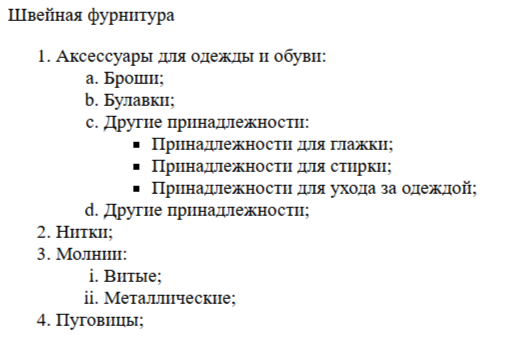 Швейная фурнитура
1. Аксессуары для одежды и обуви:
a. Броши;
b. Булавки;
c. Другие принадлежности:
▪ Принадлежности для глажки;
▪ Принадлежности для стирки;
▪ Принадлежности для ухода за одеждой;
d. Другие принадлежности;
2. Нитки;
3. Молнии:
i. Витые;
ii. Металлические;
4. Пуговицы;